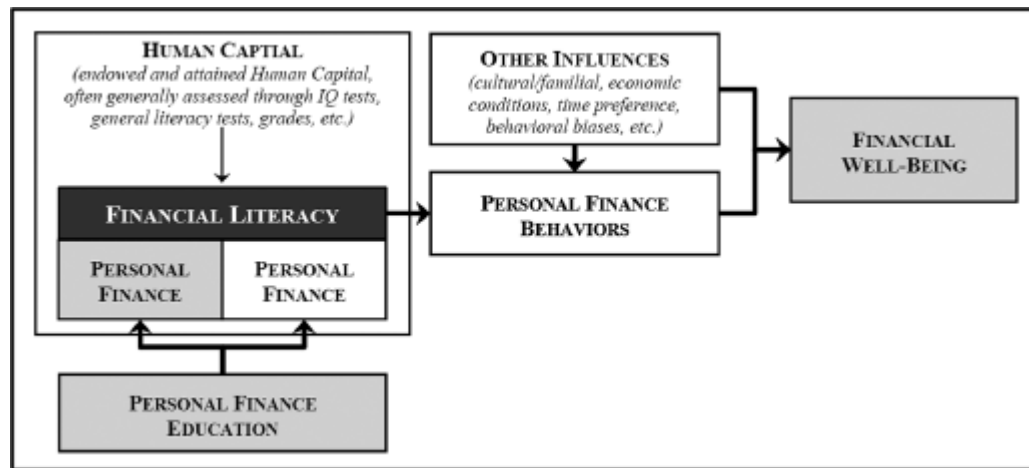 HUMAN CAPTIAL
(endowed and attained Human Capital,
often generally assessed through IQ tests,
general literacy tests, grades, etc.)
FINANCIAL LITERACY
PERSONAL
FINANCE
PERSONAL
FINANCE
PERSONAL FINANCE
EDUCATION
OTHER INFLUENCES
(cultural/familial, economic
conditions, time preference,
behavioral biases, etc.)
PERSONAL FINANCE
BEHAVIORS
FINANCIAL
WELL-BEING